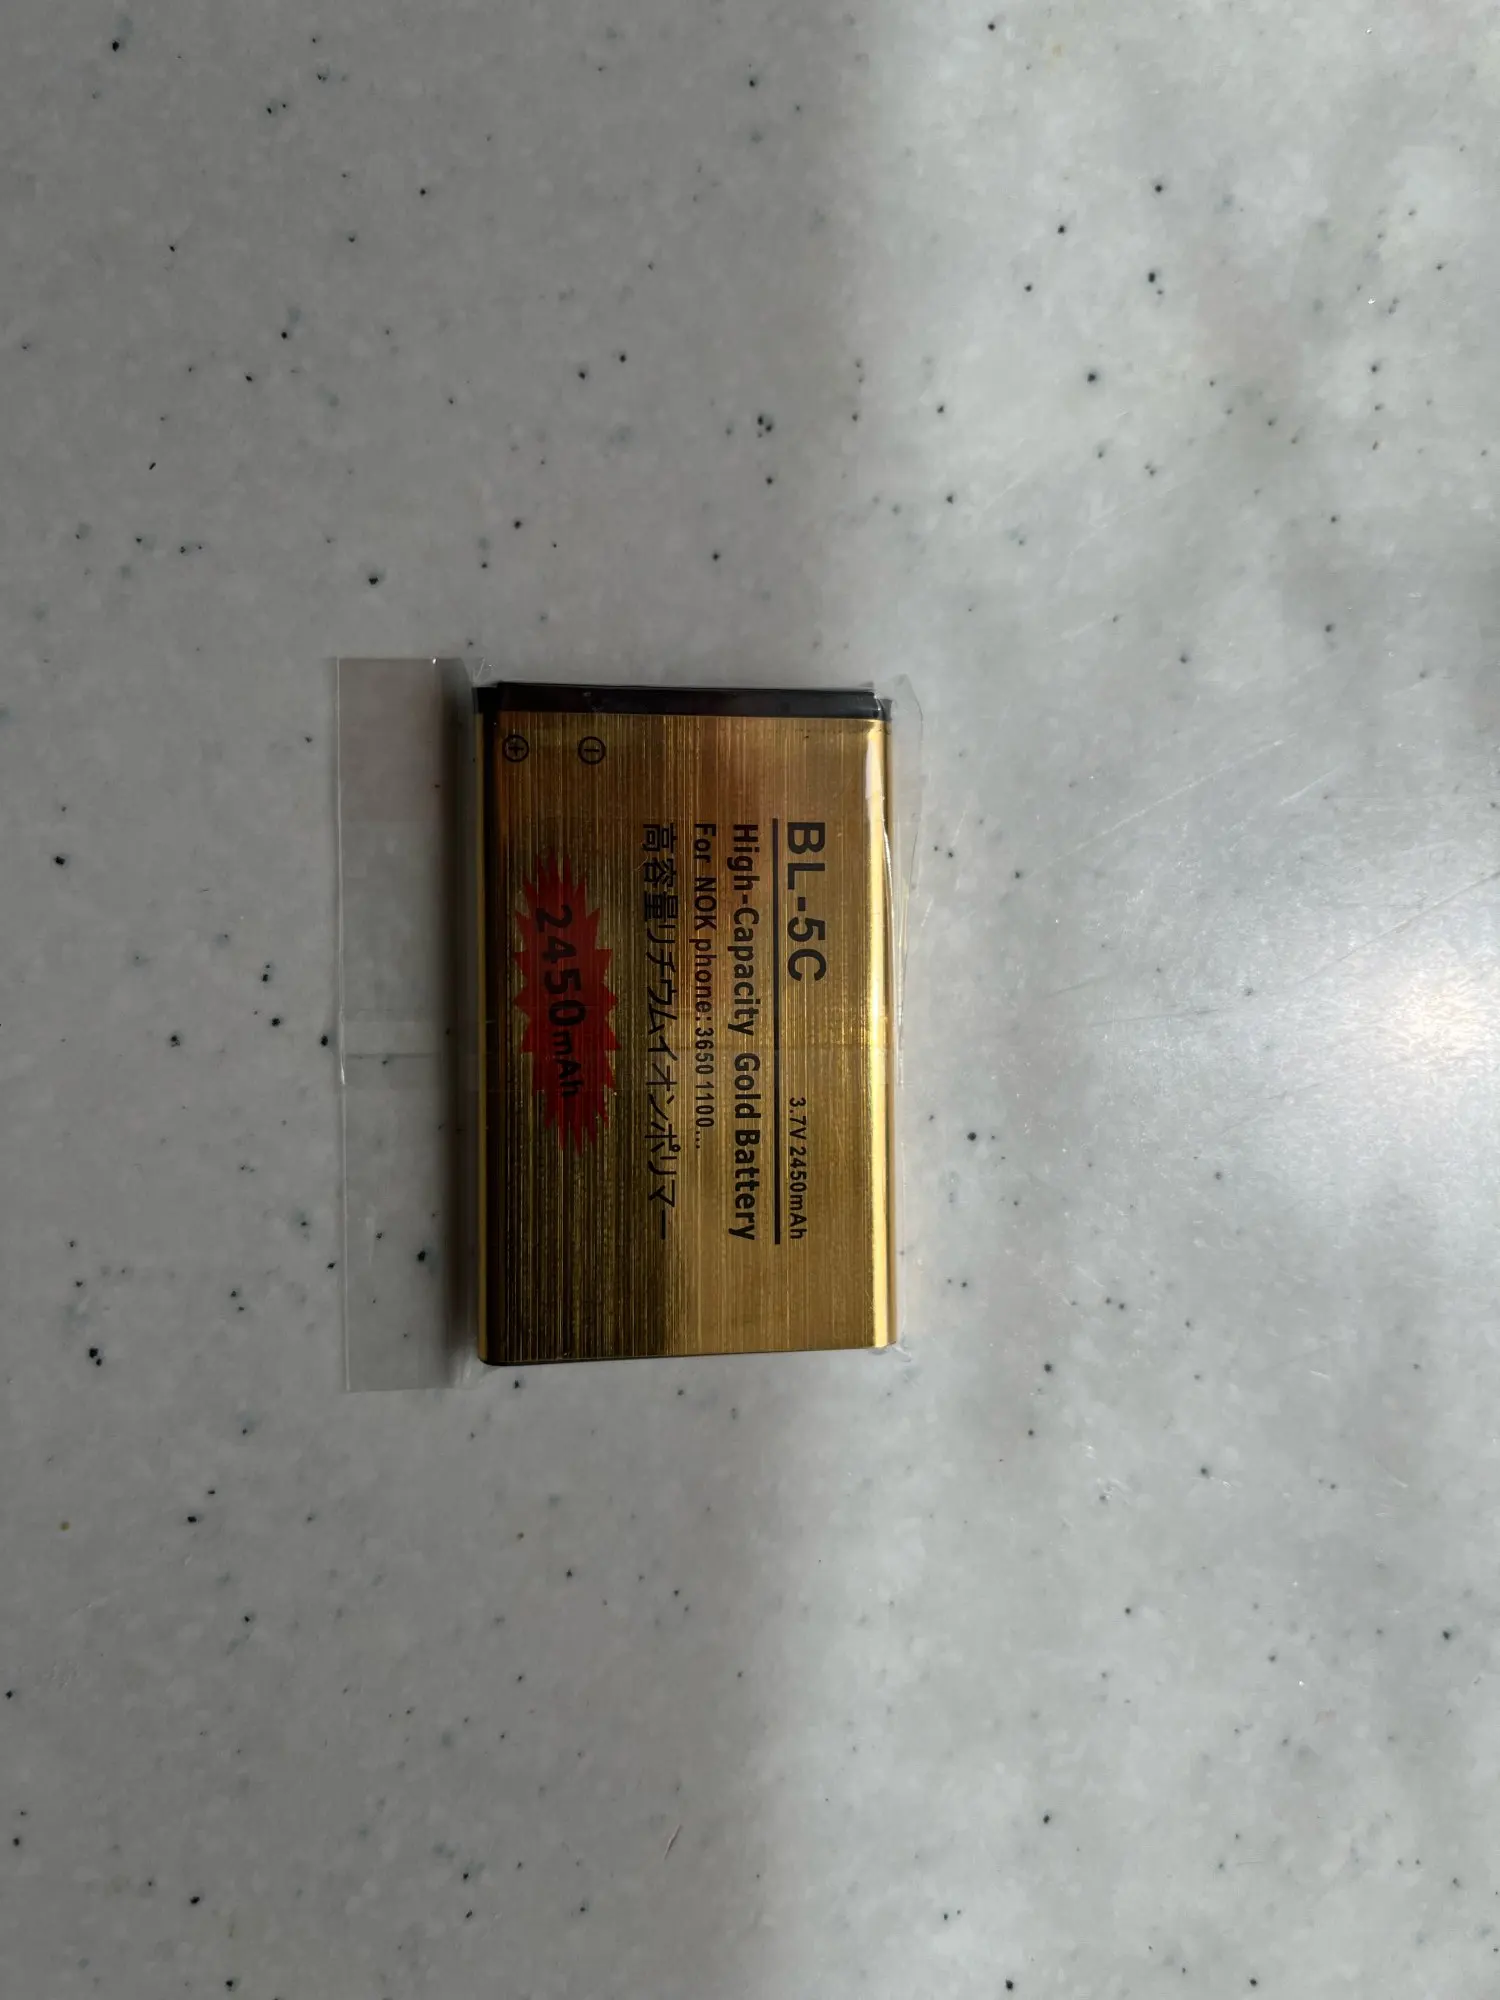 BL-5C
3.7V 2450mAh
High-Capacity Gold Battery
For NOK phone:3650 1100...
高容量リチウムイオンポリマー
2450mAh
⊕ ⊖